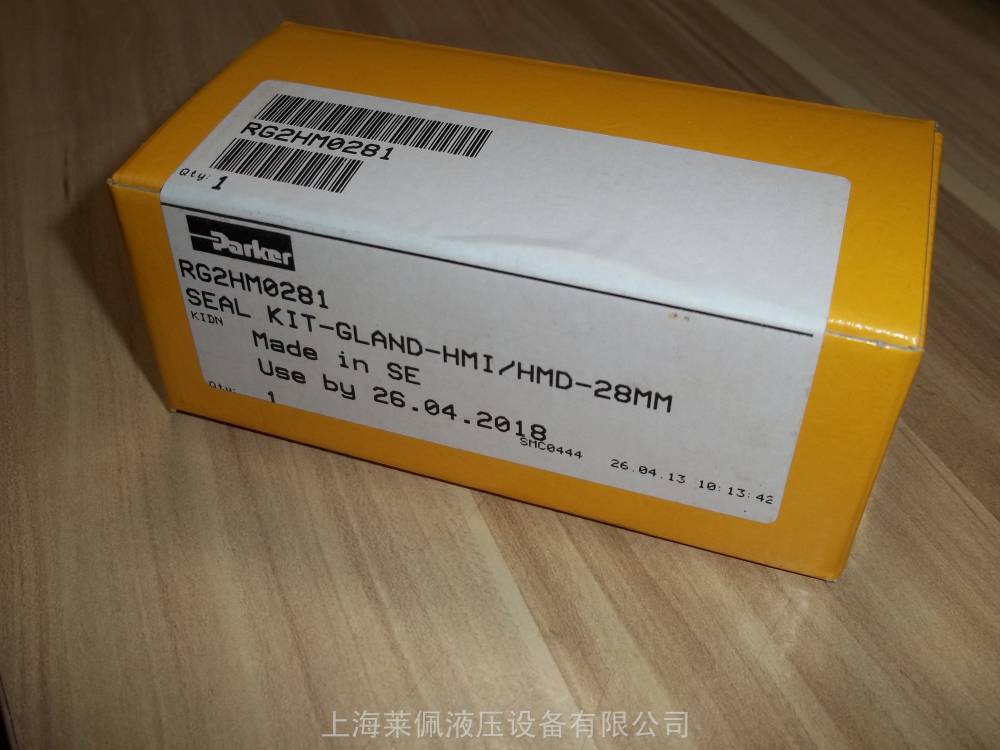 RG2HM0281
Qty: 1
Parker
RG2HM0281
SEAL KIT-GLAND-HMI/HMD-28MM
KIDN
Made in SE
Use by 26.04.2018
Qty: 1
SMC0444 26.04.13 10:13:42
上海莱佩液压设备有限公司